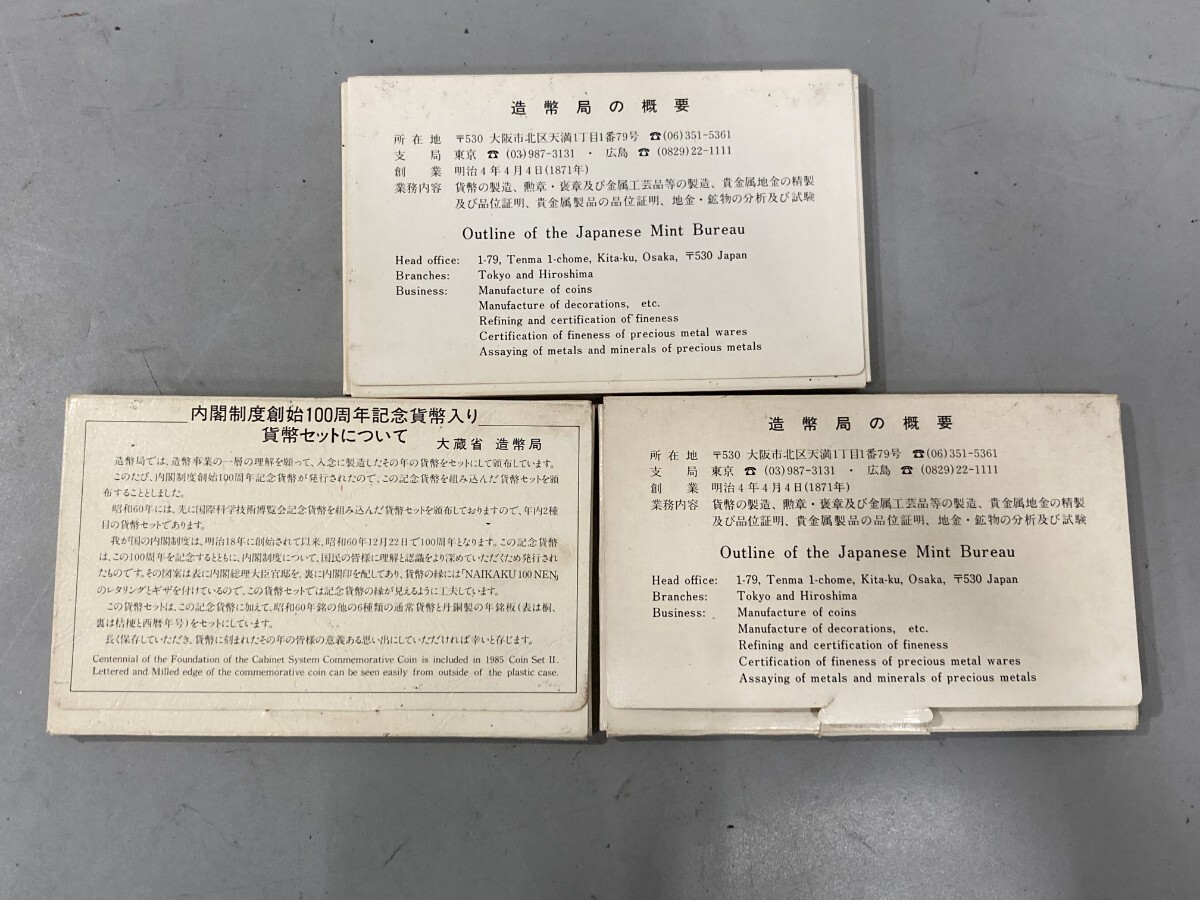 造幣局の概要
所在地 〒530 大阪市北区天満1丁目1番79号 ☎(06)351-5361
支局 東京 ☎ (03)987-3131 ・ 広島 ☎ (0829)22-1111
創業 明治4年4月4日(1871年)
業務内容 貨幣の製造、勲章・褒章及び金属工芸品等の製造、貴金属地金の精製
及び品位証明、貴金属製品の品位証明、地金・鉱物の分析及び試験
Outline of the Japanese Mint Bureau
Head office: 1-79, Tenma 1-chome, Kita-ku, Osaka, 〒530 Japan
Branches: Tokyo and Hiroshima
Business: Manufacture of coins
Manufacture of decorations, etc.
Refining and certification of fineness
Certification of fineness of precious metal wares
Assaying of metals and minerals of precious metals
内閣制度創始100周年記念貨幣入り
貨幣セットについて 大蔵省 造幣局
造幣局では、造幣事業の一層の理解を願って、入念に製造したその年の貨幣をセットにして頒布しています。
このたび、内閣制度創始100周年記念貨幣が発行されたので、この記念貨幣を組み込んだ貨幣セットを頒
布することとしました。
昭和60年には、先に国際科学技術博覧会記念貨幣を組み込んだ貨幣セットを頒布しておりますので、年内2種
目の貨幣セットであります。
我が国の内閣制度は、明治18年に創始されて以来、昭和60年12月22日で100周年となります。この記念貨幣
は、この100周年を記念するとともに、内閣制度について、国民の皆様に理解と認識をより深めていただくため発行され
たものです。その図案は表に内閣総理大臣官邸を、裏に内閣印を配してあり、貨幣の縁には「NAIKAKU 100 NEN」
のレタリングとギザを付けているので、この貨幣セットでは記念貨幣の縁が見えるように工夫しています。
この貨幣セットは、この記念貨幣に加えて、昭和60年銘の他の6種類の通常貨幣と丹銅製の年銘板(表は桐、
裏は桔梗と西暦年号)をセットにしています。
長く保存していただき、貨幣に刻まれたその年の皆様の意義ある思い出にしていただければ幸いと存じます。
Centennial of the Foundation of the Cabinet System Commemorative Coin is included in 1985 Coin Set II.
Lettered and Milled edge of the commemorative coin can be seen easily from outside of the plastic case.
造幣局の概要
所在地 〒530 大阪市北区天満1丁目1番79号 ☎(06)351-5361
支局 東京 ☎ (03)987-3131 ・ 広島 ☎ (0829)22-1111
創業 明治4年4月4日(1871年)
業務内容 貨幣の製造、勲章・褒章及び金属工芸品等の製造、貴金属地金の精製
及び品位証明、貴金属製品の品位証明、地金・鉱物の分析及び試験
Outline of the Japanese Mint Bureau
Head office: 1-79, Tenma 1-chome, Kita-ku, Osaka, 〒530 Japan
Branches: Tokyo and Hiroshima
Business: Manufacture of coins
Manufacture of decorations, etc.
Refining and certification of fineness
Certification of fineness of precious metal wares
Assaying of metals and minerals of precious metals